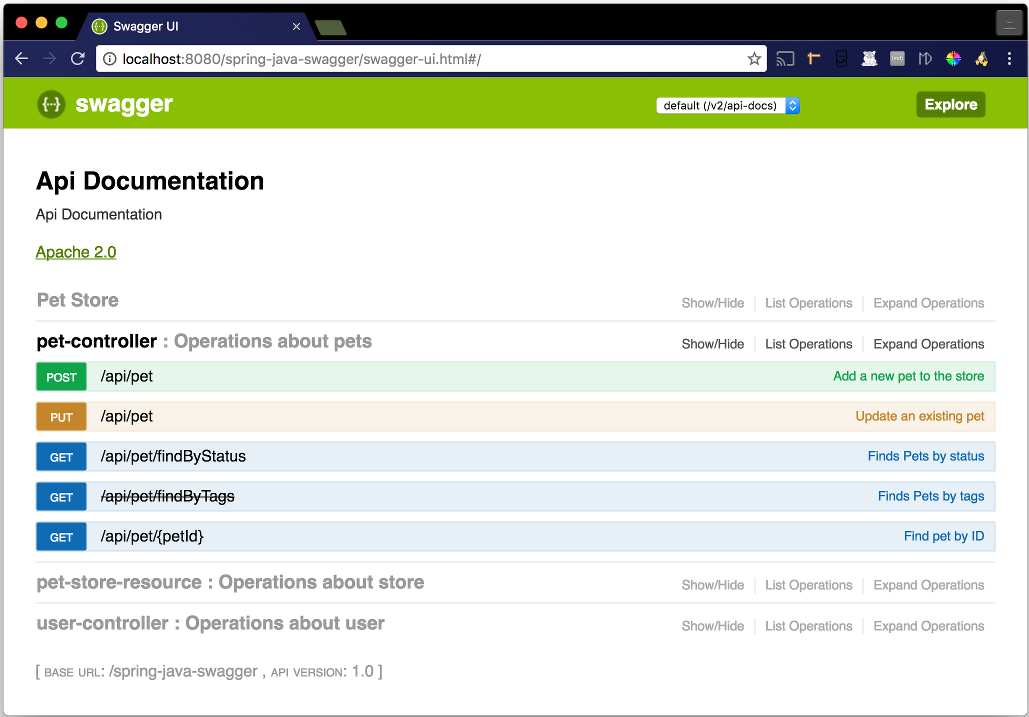 Swagger UI
localhost:8080/spring-java-swagger/swagger-ui.html#/
{···} swagger
default (/v2/api-docs)
Explore
Api Documentation
Api Documentation
Apache 2.0
Pet Store Show/Hide List Operations Expand Operations
pet-controller : Operations about pets Show/Hide List Operations Expand Operations
POST /api/pet Add a new pet to the store
PUT /api/pet Update an existing pet
GET /api/pet/findByStatus Finds Pets by status
GET /api/pet/findByTags Finds Pets by tags
GET /api/pet/{petId} Find pet by ID
pet-store-resource : Operations about store Show/Hide List Operations Expand Operations
user-controller : Operations about user Show/Hide List Operations Expand Operations
[ BASE URL: /spring-java-swagger , API VERSION: 1.0 ]